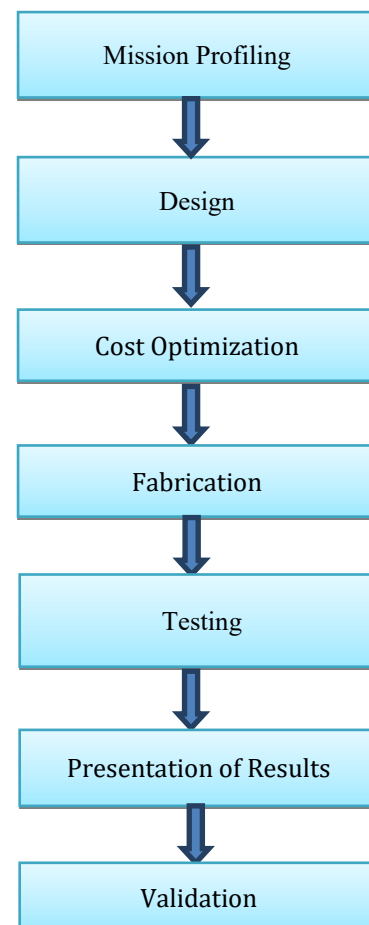 Mission Profiling
Design
Cost Optimization
Fabrication
Testing
Presentation of Results
Validation